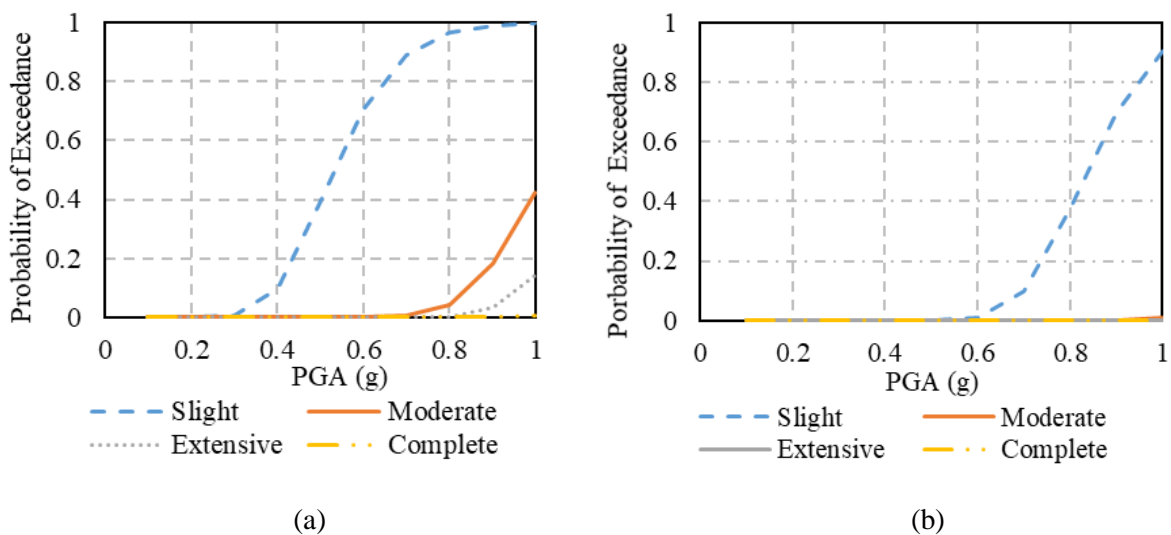 Probability of Exceedance
1
0.8
0.6
0.4
0.2
0
0 0.2 0.4 0.6 0.8 1
PGA (g)
Slight Moderate
Extensive Complete
(a)
Porbability of Exceedance
1
0.8
0.6
0.4
0.2
0
0 0.2 0.4 0.6 0.8 1
PGA (g)
Slight Moderate
Extensive Complete
(b)